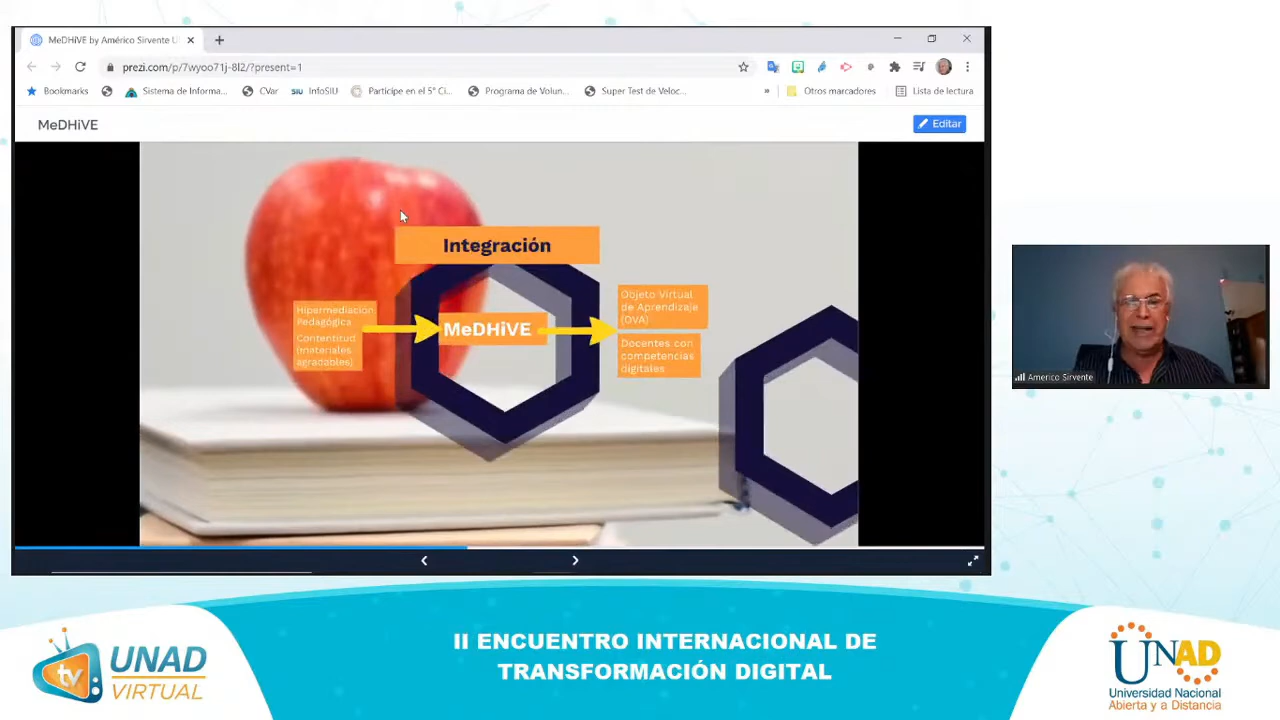 MeDHiVE by Américo Sirvente U
prezi.com/p/7wyoo71j-8l2/?present=1
Bookmarks
Sistema de Informa...
CVar
SIU InfoSIU
Participe en el 5° Ci...
Programa de Volun...
Super Test de Veloc...
»
Otros marcadores
Lista de lectura
MeDHiVE
Editar
Integración
Hipermediación
Pedagógica
Contentitud
(materiales
agradables)
MeDHiVE
Objeto Virtual
de Aprendizaje
(OVA)
Docentes con
competencias
digitales
Americo Sirvente
tv
UNAD
VIRTUAL
II ENCUENTRO INTERNACIONAL DE
TRANSFORMACIÓN DIGITAL
UNAD
Universidad Nacional
Abierta y a Distancia